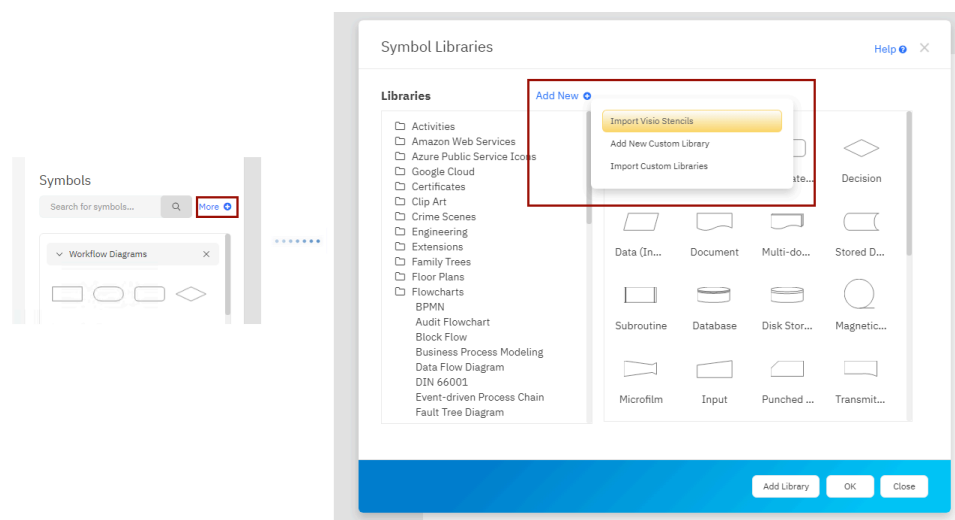 Symbols
Search for symbols...
More
Workflow Diagrams
Symbol Libraries
Help
Libraries
Add New
Import Visio Stencils
Add New Custom Library
Import Custom Libraries
Activities
Amazon Web Services
Azure Public Service Icons
Google Cloud
Certificates
Clip Art
Crime Scenes
Engineering
Extensions
Family Trees
Floor Plans
Flowcharts
BPMN
Audit Flowchart
Block Flow
Business Process Modeling
Data Flow Diagram
DIN 66001
Event-driven Process Chain
Fault Tree Diagram
ate... Decision
Data (In... Document Multi-do... Stored D...
Subroutine Database Disk Stor... Magnetic...
Microfilm Input Punched ... Transmit...
Add Library OK Close